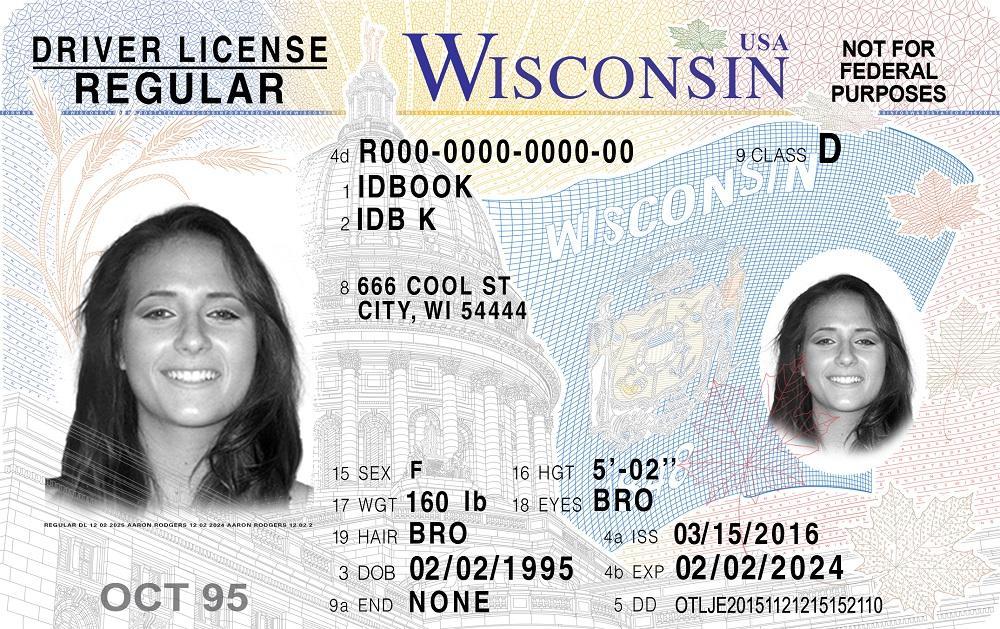 DRIVER LICENSE
REGULAR
WISCONSIN USA
NOT FOR
FEDERAL
PURPOSES
4d R000-0000-0000-00
9 CLASS D
1 IDBOOK
2 IDB K
WISCONSIN
8 666 COOL ST
CITY, WI 54444
15 SEX F 16 HGT 5'-02"
17 WGT 160 lb 18 EYES BRO
REGULAR DL 12 02 2025 AARON RODGERS 12 02 2024 AARON RODGERS 12 02 2
19 HAIR BRO 4a ISS 03/15/2016
3 DOB 02/02/1995 4b EXP 02/02/2024
OCT 95
9a END NONE 5 DD OTLJE20151121215152110